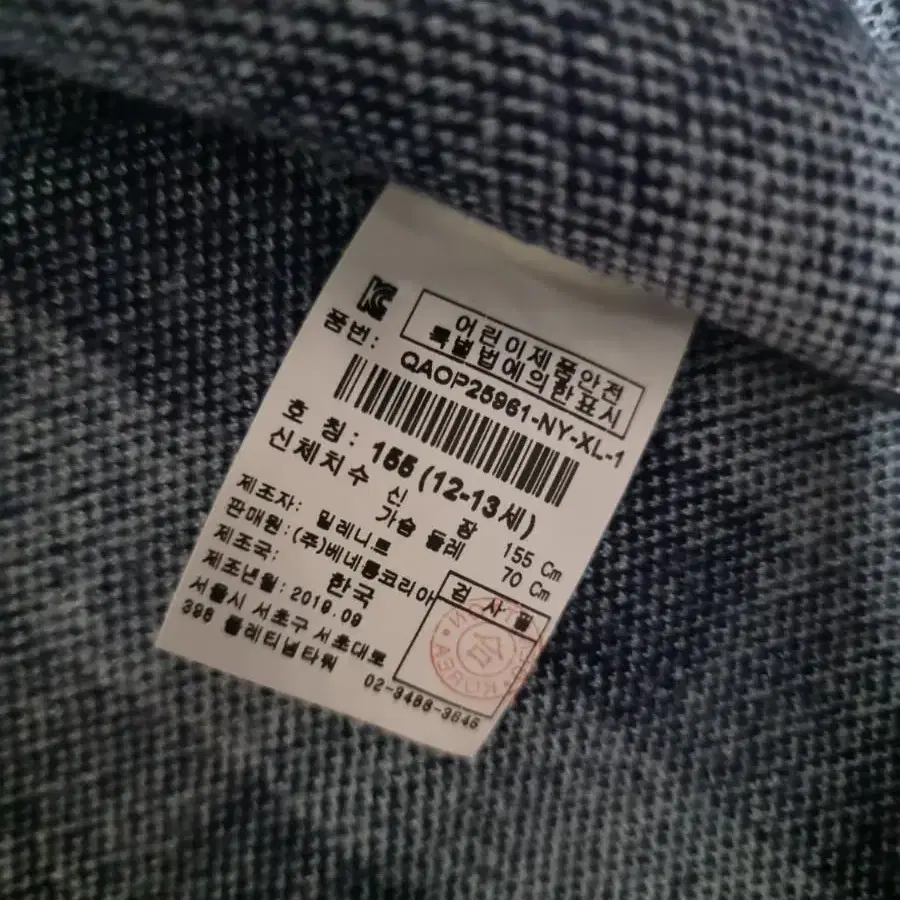 어린이제품안전
특별법에의한표시
품번: QAOP25961-NY-XL-1
호 칭: 155 (12-13세)
신체치수 신 장 155 Cm
가슴 둘레 70 Cm
제조자: 밀레니트
판매원: (주)베네통코리아
제조국: 한국
제조년월: 2019.09
서울시 서초구 서초대로
398 플래티넘타워
02-3488-3645
검 사 필
KOREA